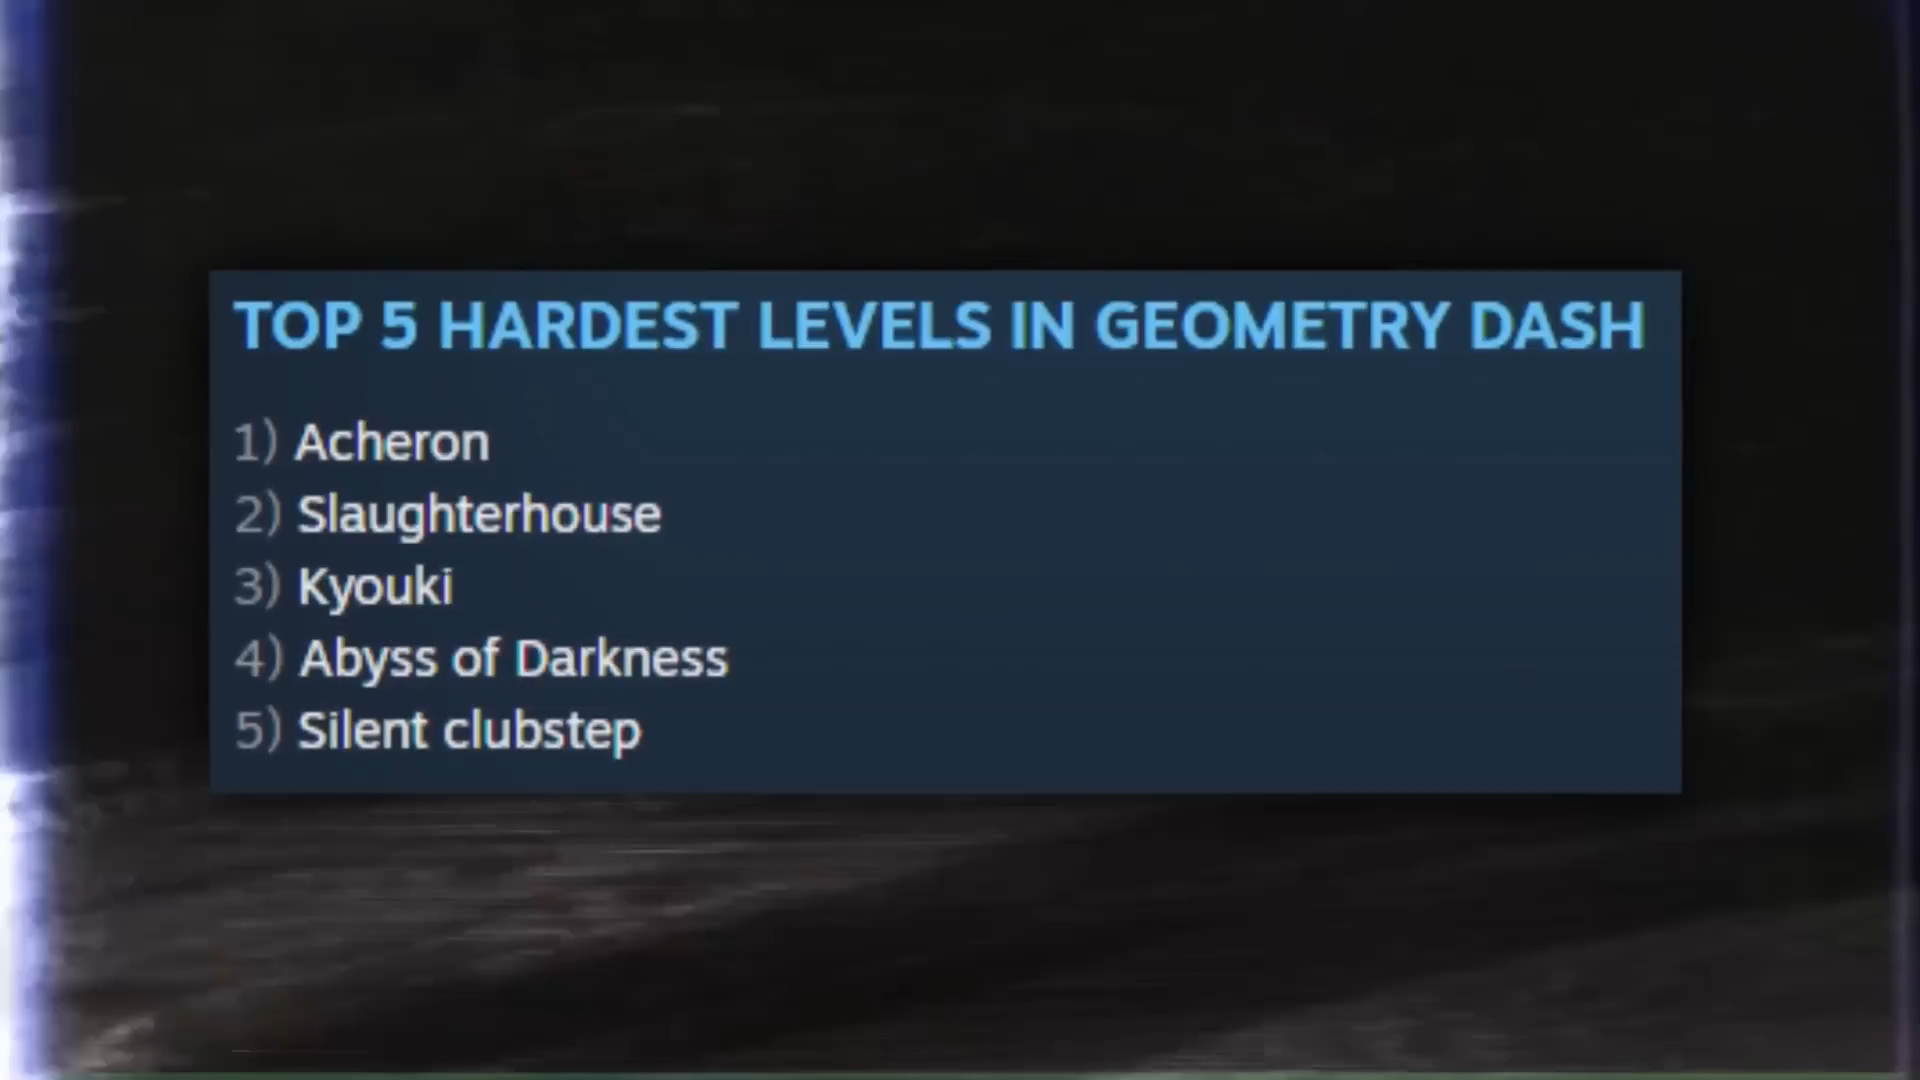 TOP 5 HARDEST LEVELS IN GEOMETRY DASH
1) Acheron
2) Slaughterhouse
3) Kyouki
4) Abyss of Darkness
5) Silent clubstep